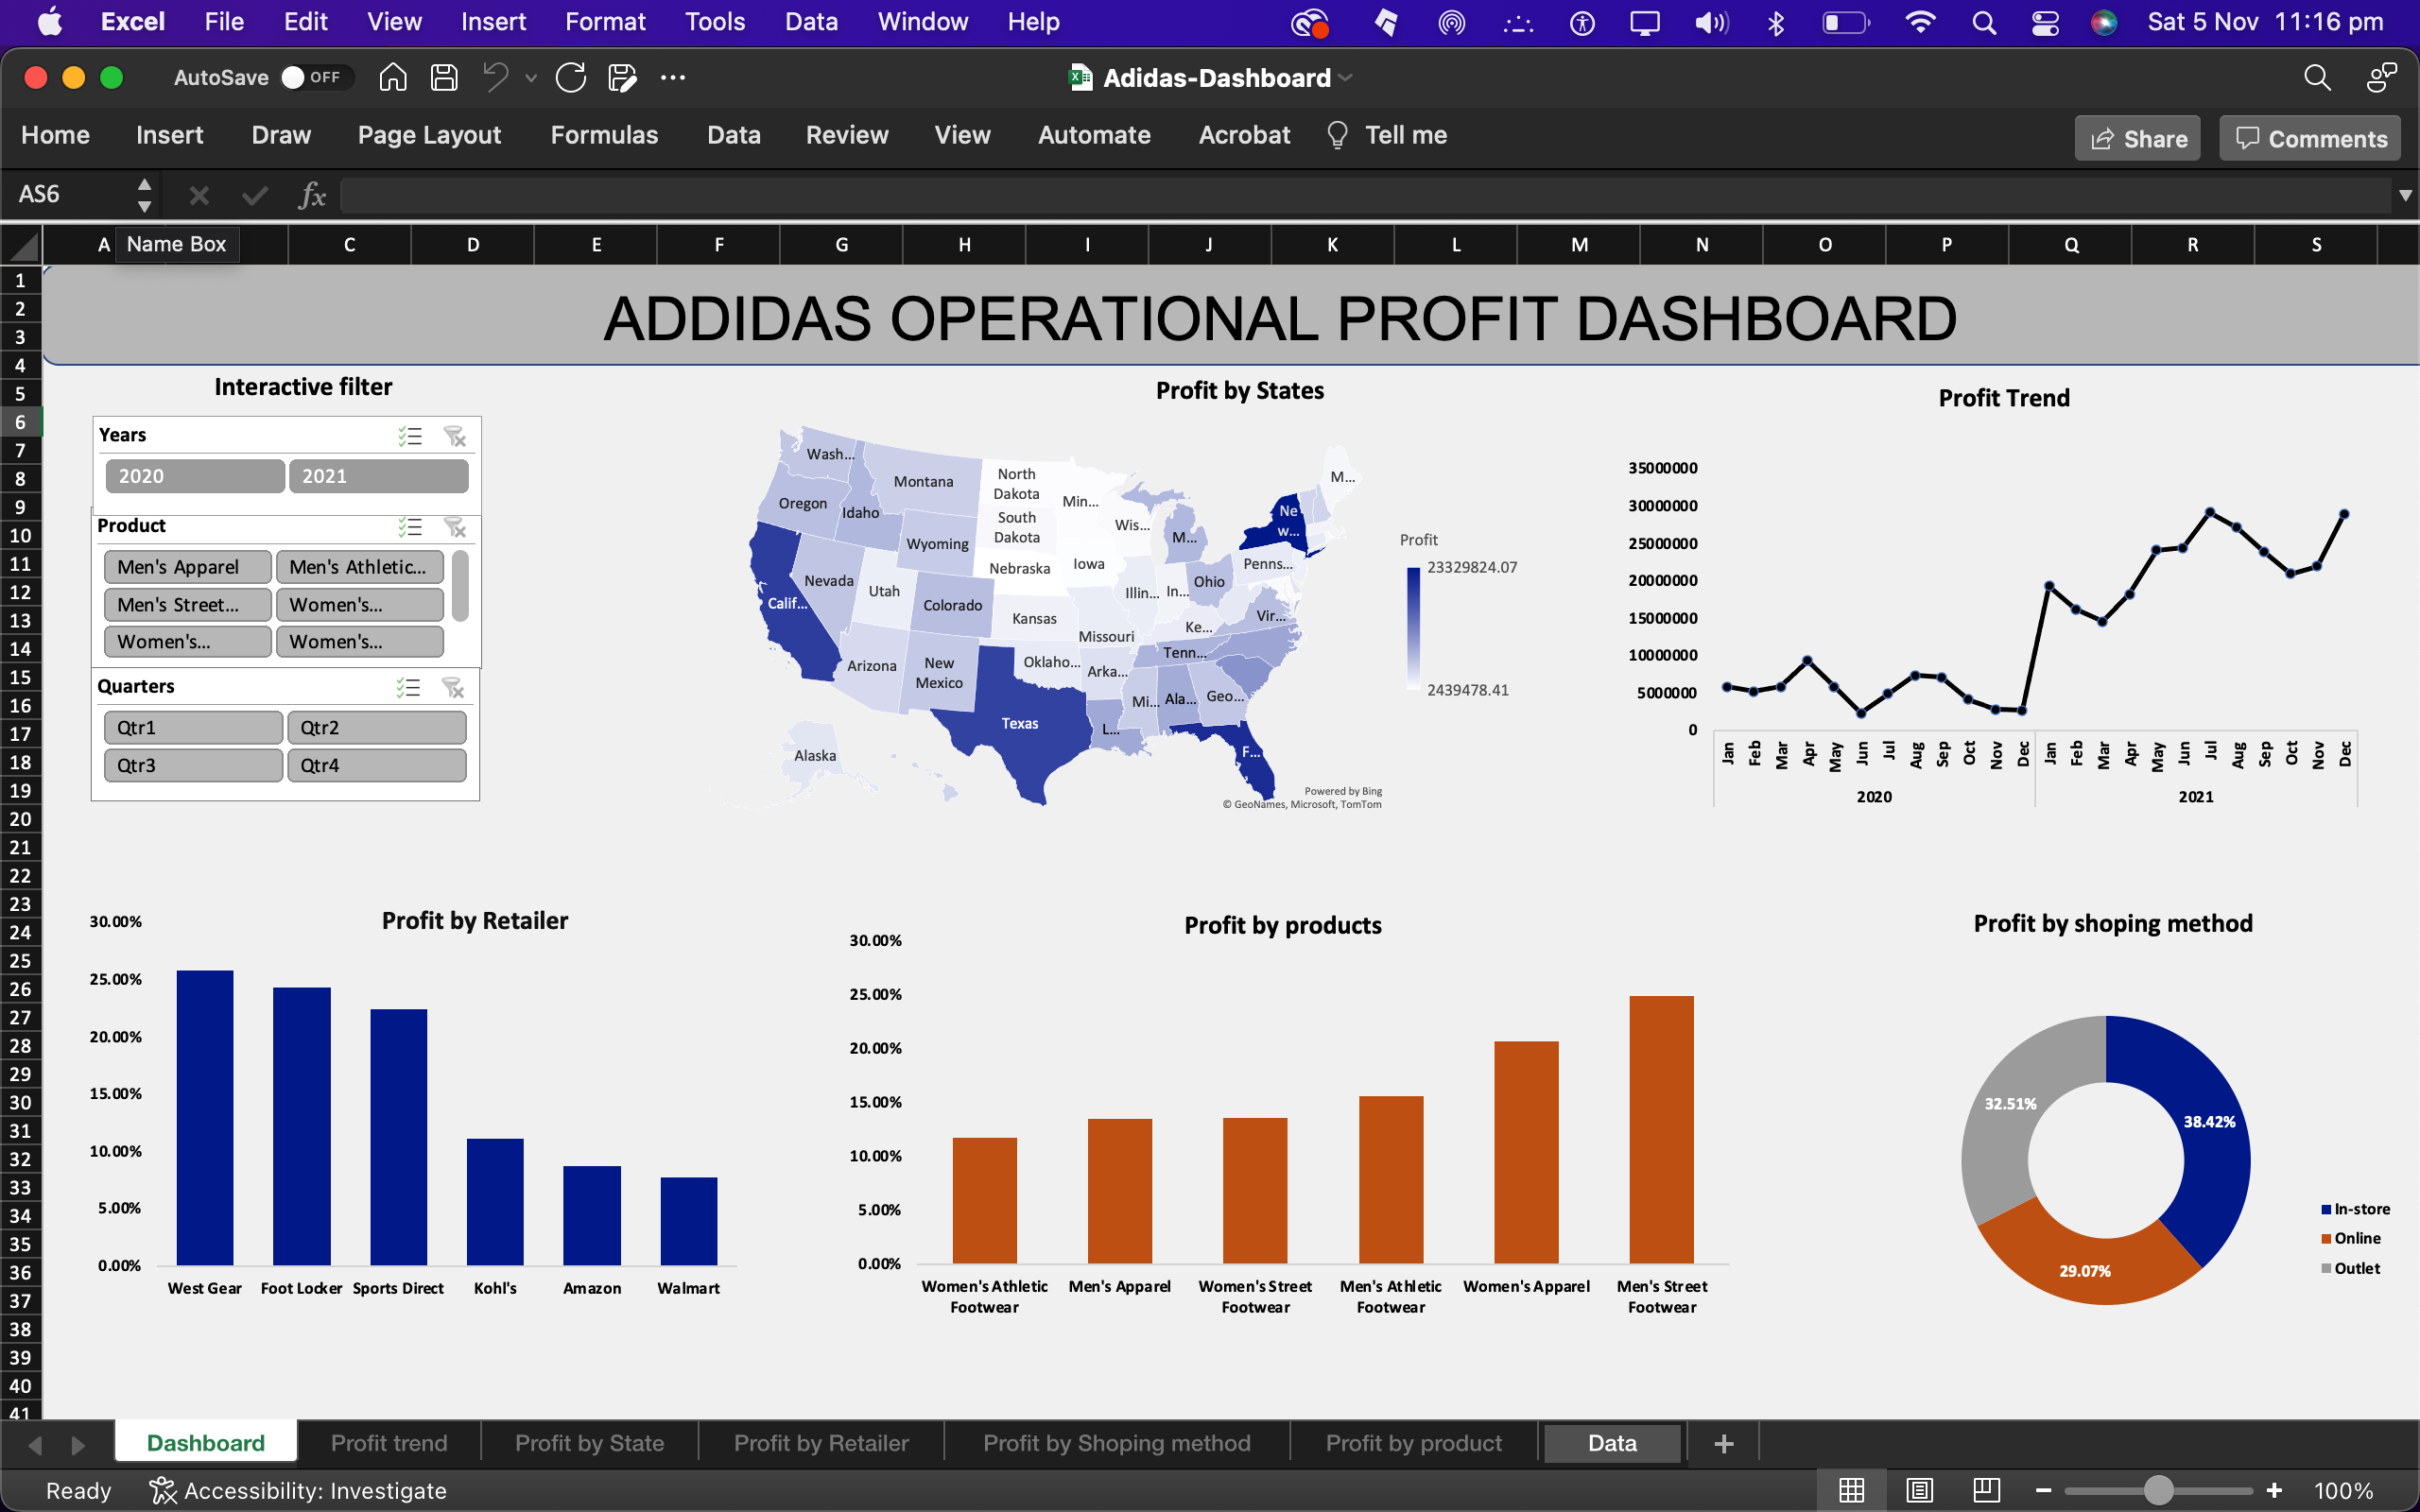 Excel File Edit View Insert Format Tools Data Window Help Sat 5 Nov 11:16 pm
AutoSave OFF Adidas-Dashboard
Home Insert Draw Page Layout Formulas Data Review View Automate Acrobat Tell me Share Comments
AS6 fx
A Name Box C D E F G H I J K L M N O P Q R S
1
2
3
4
5
6
7
8
9
10
11
12
13
14
15
16
17
18
19
20
21
22
23
24
25
26
27
28
29
30
31
32
33
34
35
36
37
38
39
40
41
ADDIDAS OPERATIONAL PROFIT DASHBOARD
Interactive filter
Years
2020 2021
Product
Men's Apparel Men's Athletic...
Men's Street... Women's...
Women's... Women's...
Quarters
Qtr1 Qtr2
Qtr3 Qtr4
Profit by States
Wash...
Montana
North
Dakota
Min...
M...
Oregon
Idaho
South
Dakota
Wis...
Ne
w...
Wyoming
M...
Nebraska
Iowa
Penns...
Nevada
Utah
Ohio
Calif...
Colorado
Illin...
In...
Kansas
Vir...
Missouri
Ke...
Arizona
New
Mexico
Oklaho...
Arka...
Tenn...
Mi...
Ala...
Geo...
Texas
L...
F...
Alaska
Powered by Bing
© GeoNames, Microsoft, TomTom
Profit
23329824.07
2439478.41
Profit Trend
35000000
30000000
25000000
20000000
15000000
10000000
5000000
0
Jan Feb Mar Apr May Jun Jul Aug Sep Oct Nov Dec Jan Feb Mar Apr May Jun Jul Aug Sep Oct Nov Dec
2020 2021
Profit by Retailer
30.00%
25.00%
20.00%
15.00%
10.00%
5.00%
0.00%
West Gear Foot Locker Sports Direct Kohl's Amazon Walmart
Profit by products
30.00%
25.00%
20.00%
15.00%
10.00%
5.00%
0.00%
Women's Athletic Men's Apparel Women's Street Men's Athletic Women's Apparel Men's Street
Footwear Footwear Footwear Footwear
Profit by shoping method
32.51%
38.42%
29.07%
In-store
Online
Outlet
Dashboard Profit trend Profit by State Profit by Retailer Profit by Shoping method Profit by product Data +
Ready Accessibility: Investigate 100%